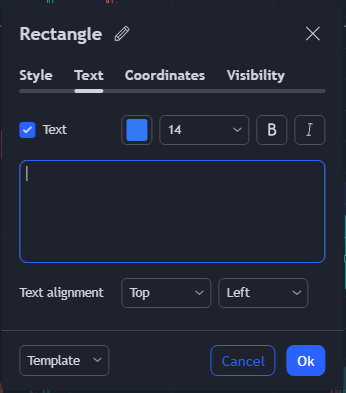 Rectangle
Style Text Coordinates Visibility
Text 14 B I
Text alignment Top Left
Template Cancel Ok